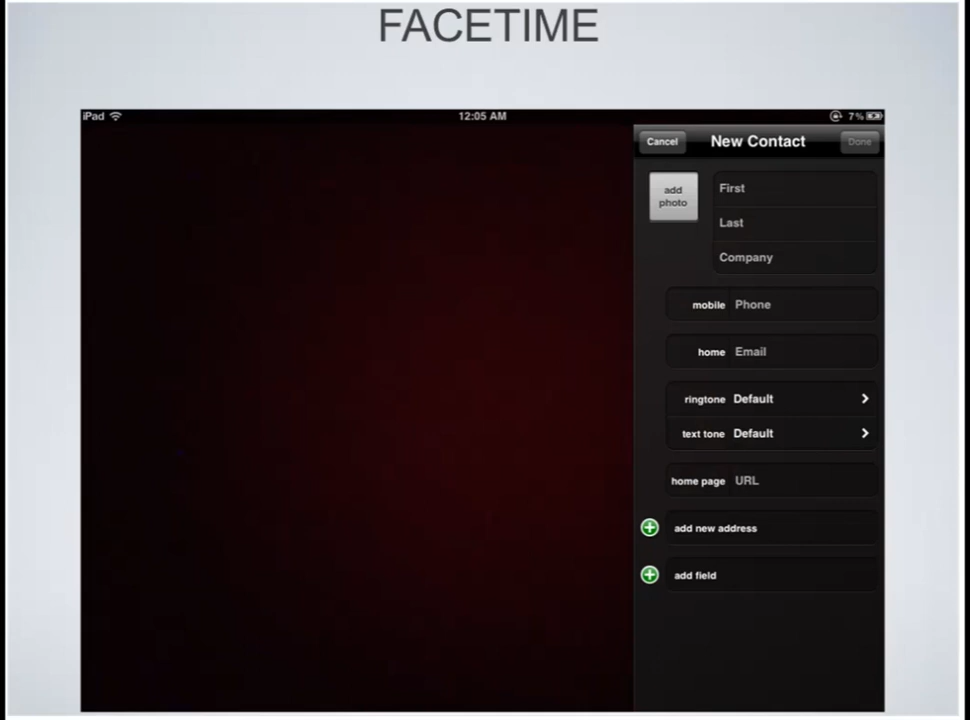 FACETIME
iPad 12:05 AM 7%
Cancel New Contact Done
add
photo
First
Last
Company
mobile Phone
home Email
ringtone Default
text tone Default
home page URL
add new address
add field